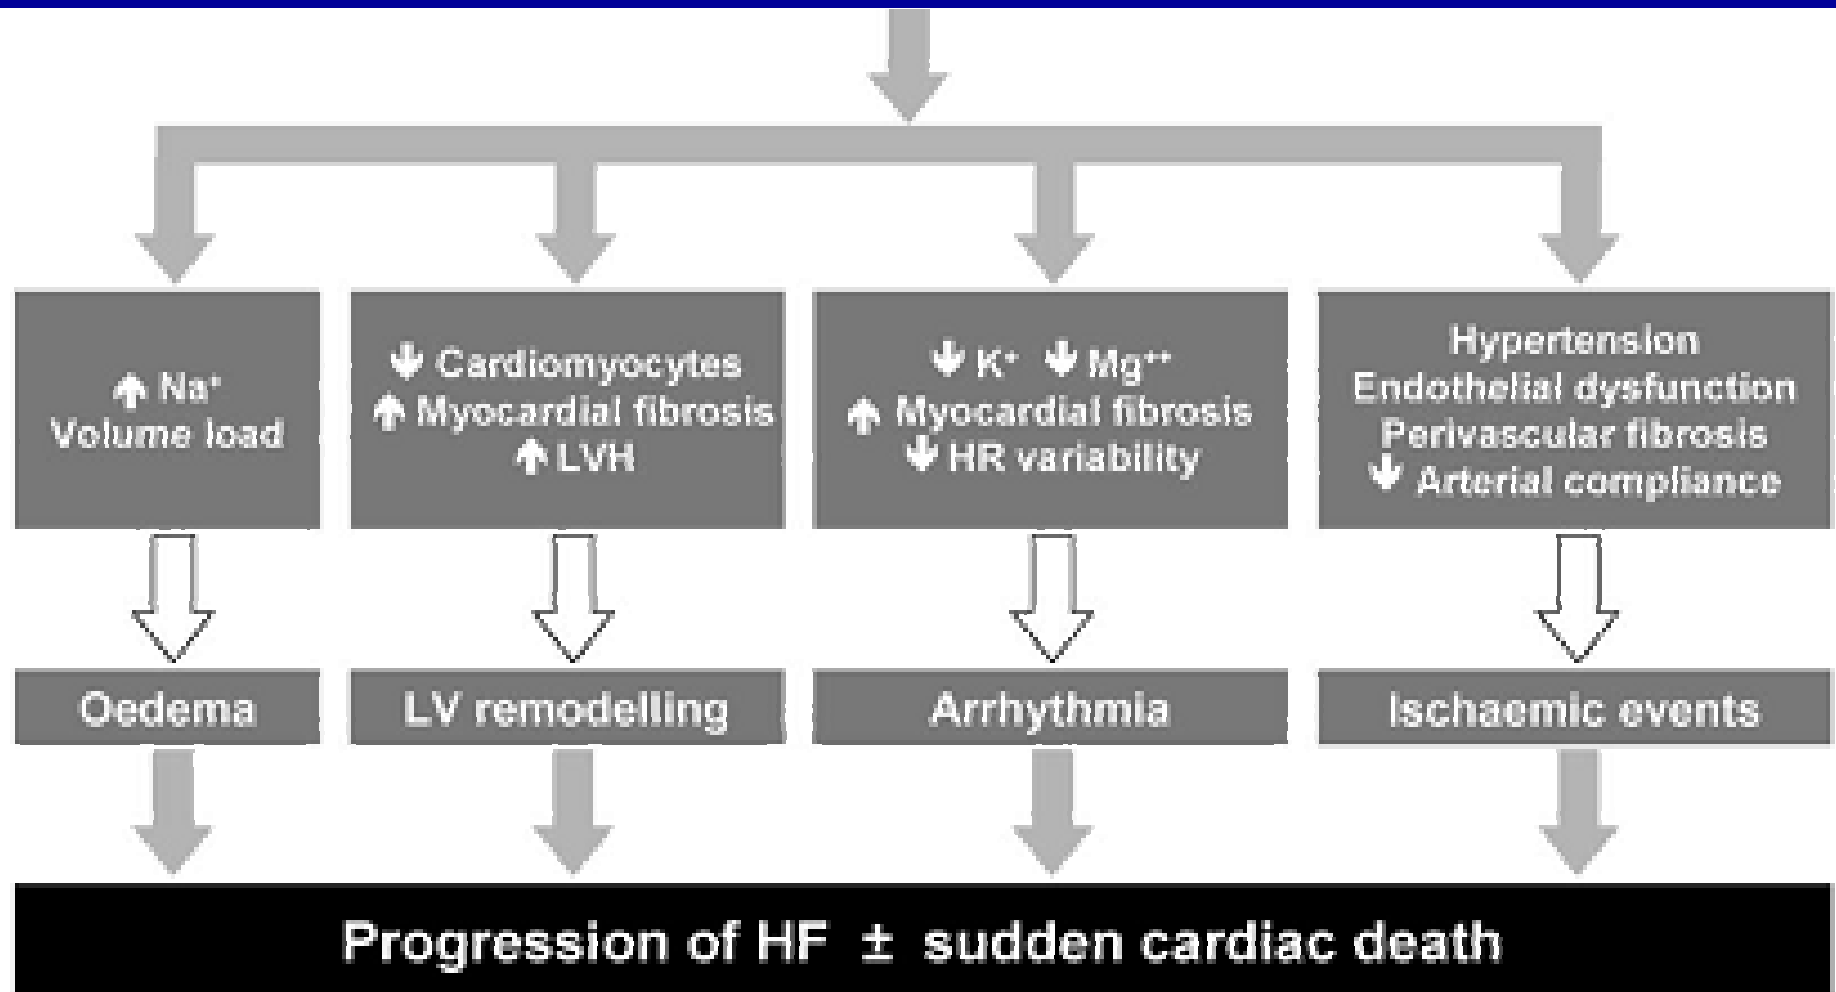 ↑ Na⁺
Volume load
↓ Cardiomyocytes
↑ Myocardial fibrosis
↑ LVH
↓ K⁺ ↓ Mg⁺⁺
↑ Myocardial fibrosis
↓ HR variability
Hypertension
Endothelial dysfunction
Perivascular fibrosis
↓ Arterial compliance
Oedema
LV remodelling
Arrhythmia
Ischaemic events
Progression of HF ± sudden cardiac death